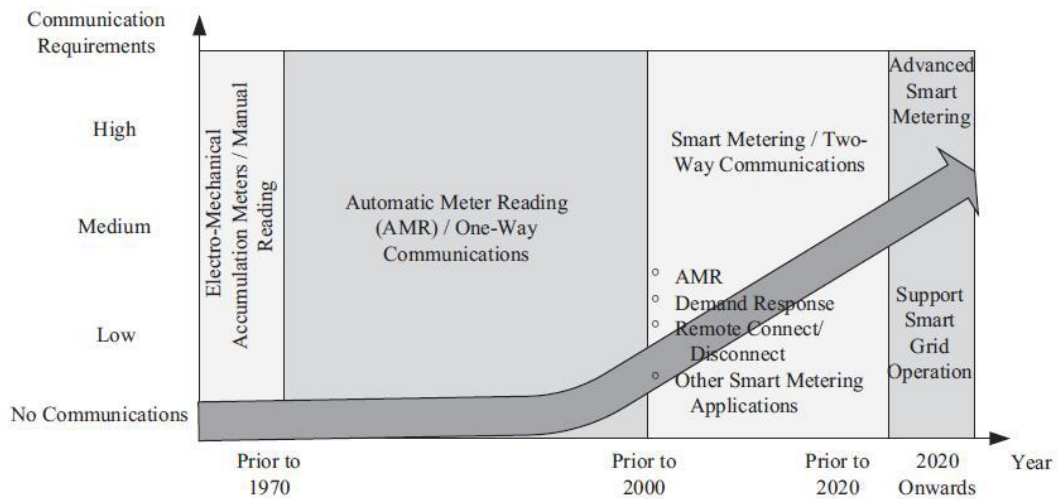 Communication
Requirements
High
Medium
Low
No Communications
Electro-Mechanical
Accumulation Meters / Manual
Reading
Automatic Meter Reading
(AMR) / One-Way
Communications
Smart Metering / Two-
Way Communications
AMR
Demand Response
Remote Connect/
Disconnect
Other Smart Metering
Applications
Advanced
Smart
Metering
Support
Smart
Grid
Operation
Prior to
1970
Prior to
2000
Prior to
2020
2020
Onwards
Year